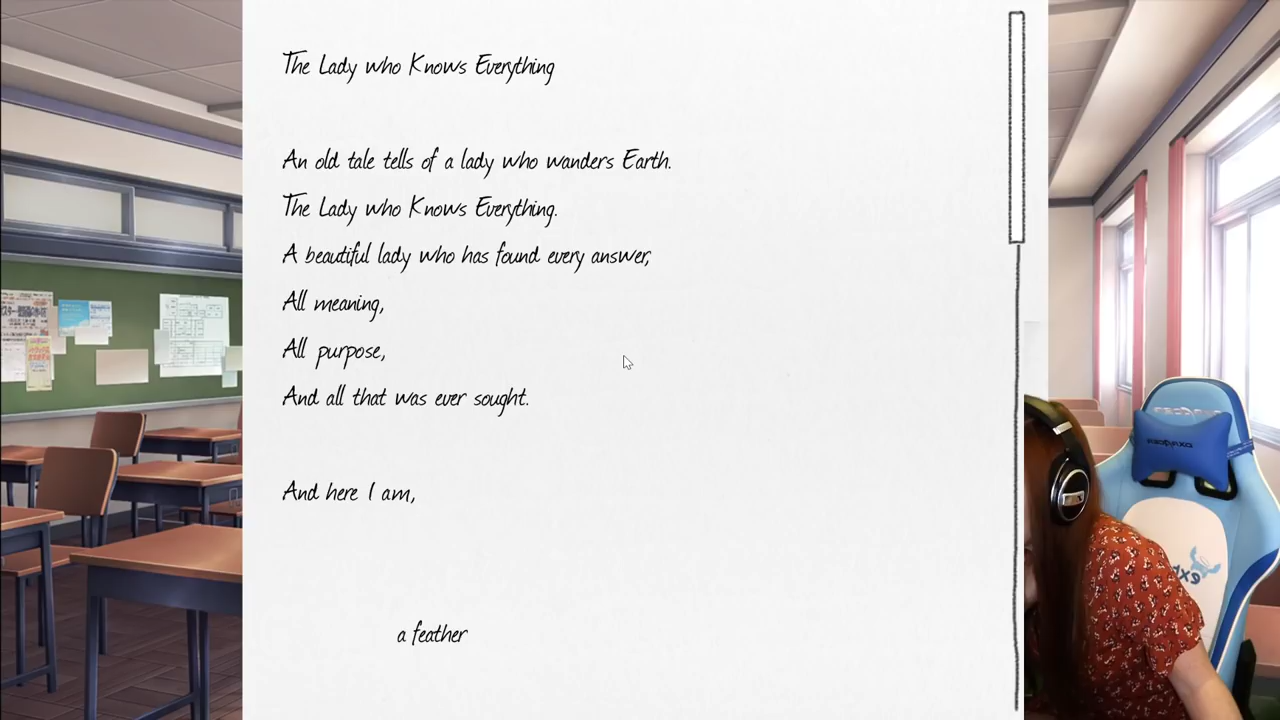 The Lady who Knows Everything
An old tale tells of a lady who wanders Earth.
The Lady who Knows Everything.
A beautiful lady who has found every answer,
All meaning,
All purpose,
And all that was ever sought.
And here I am,
a feather